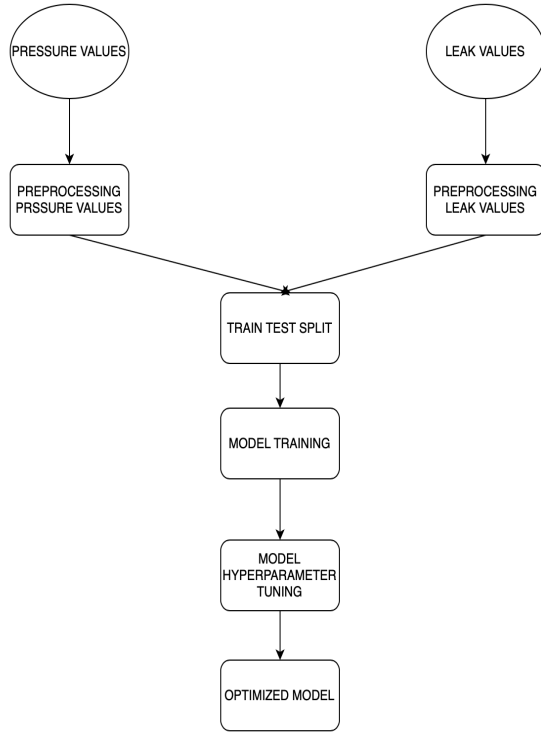 PRESSURE VALUES
LEAK VALUES
PREPROCESSING
PRSSURE VALUES
PREPROCESSING
LEAK VALUES
TRAIN TEST SPLIT
MODEL TRAINING
MODEL
HYPERPARAMETER
TUNING
OPTIMIZED MODEL